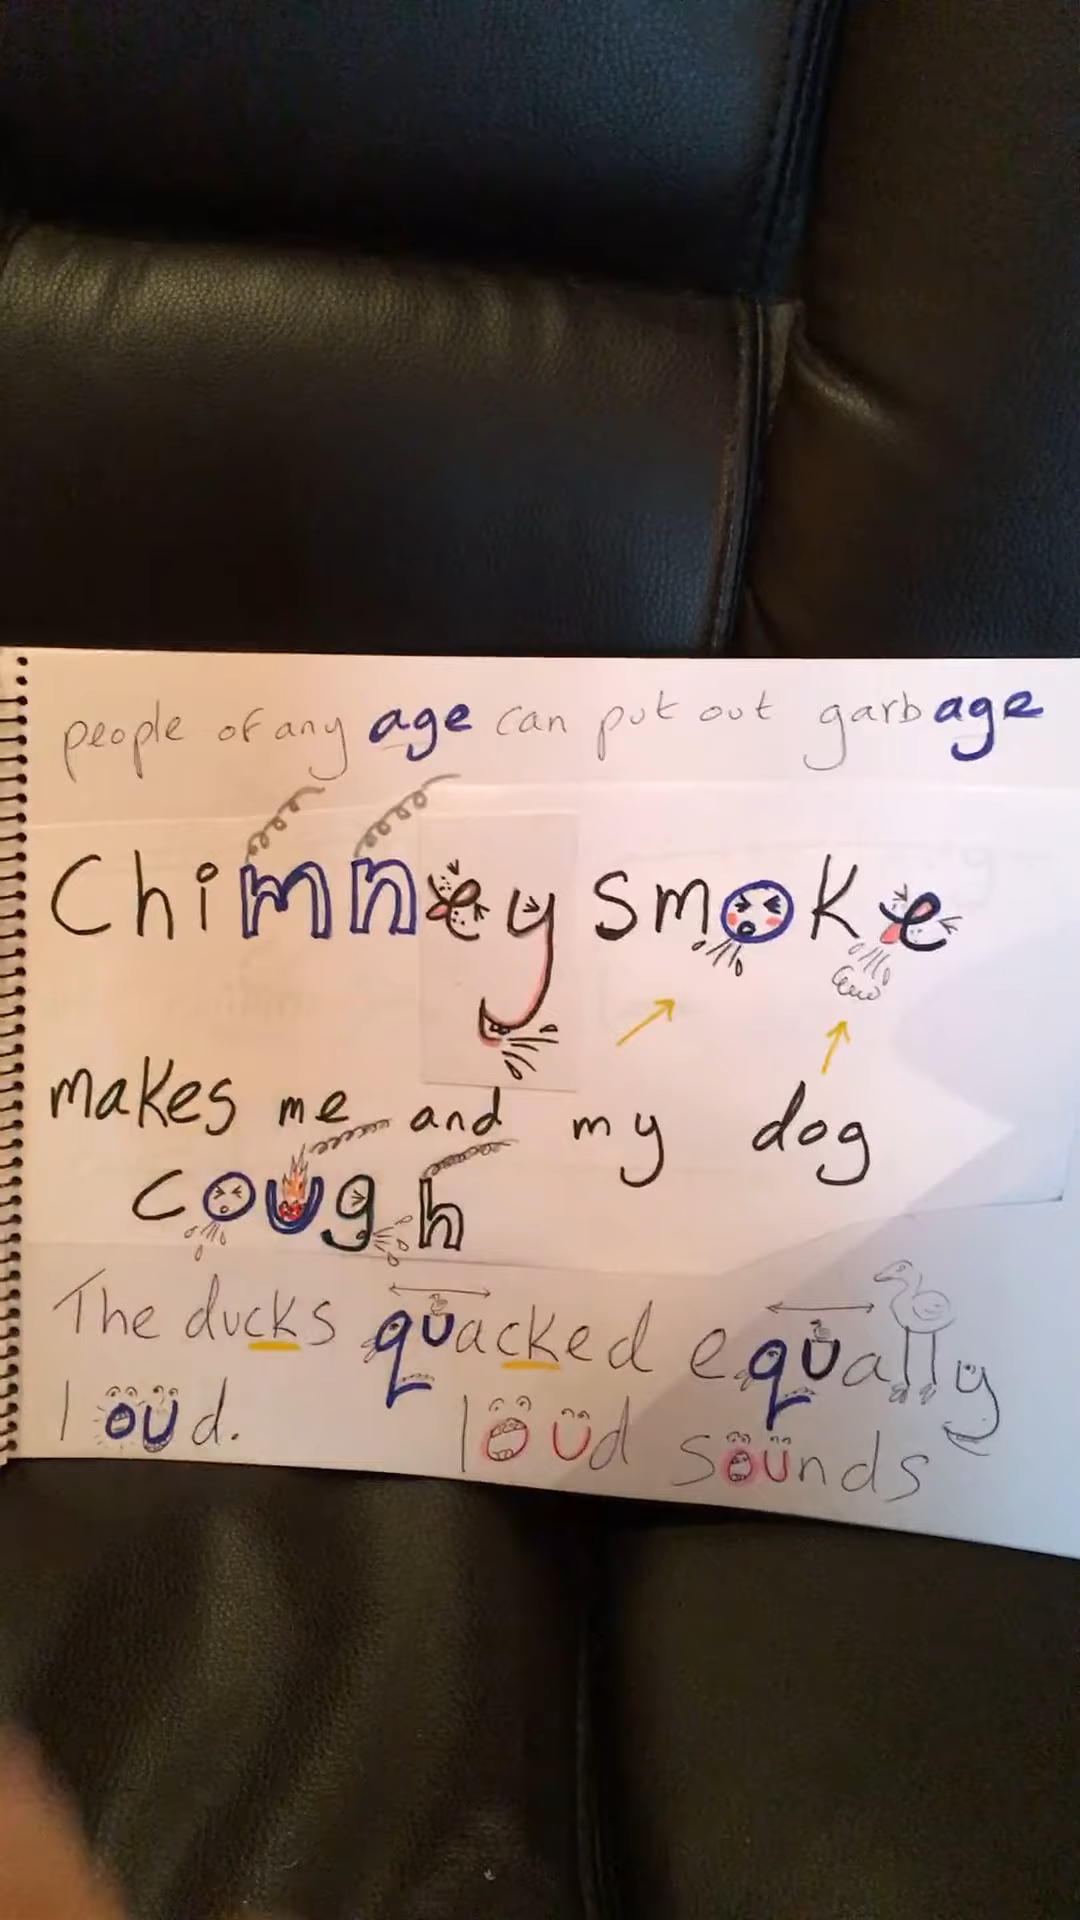 people of any age can put out garbage
Chimney smoke
makes me and my dog
cough
The ducks quacked equally
loud. loud sounds